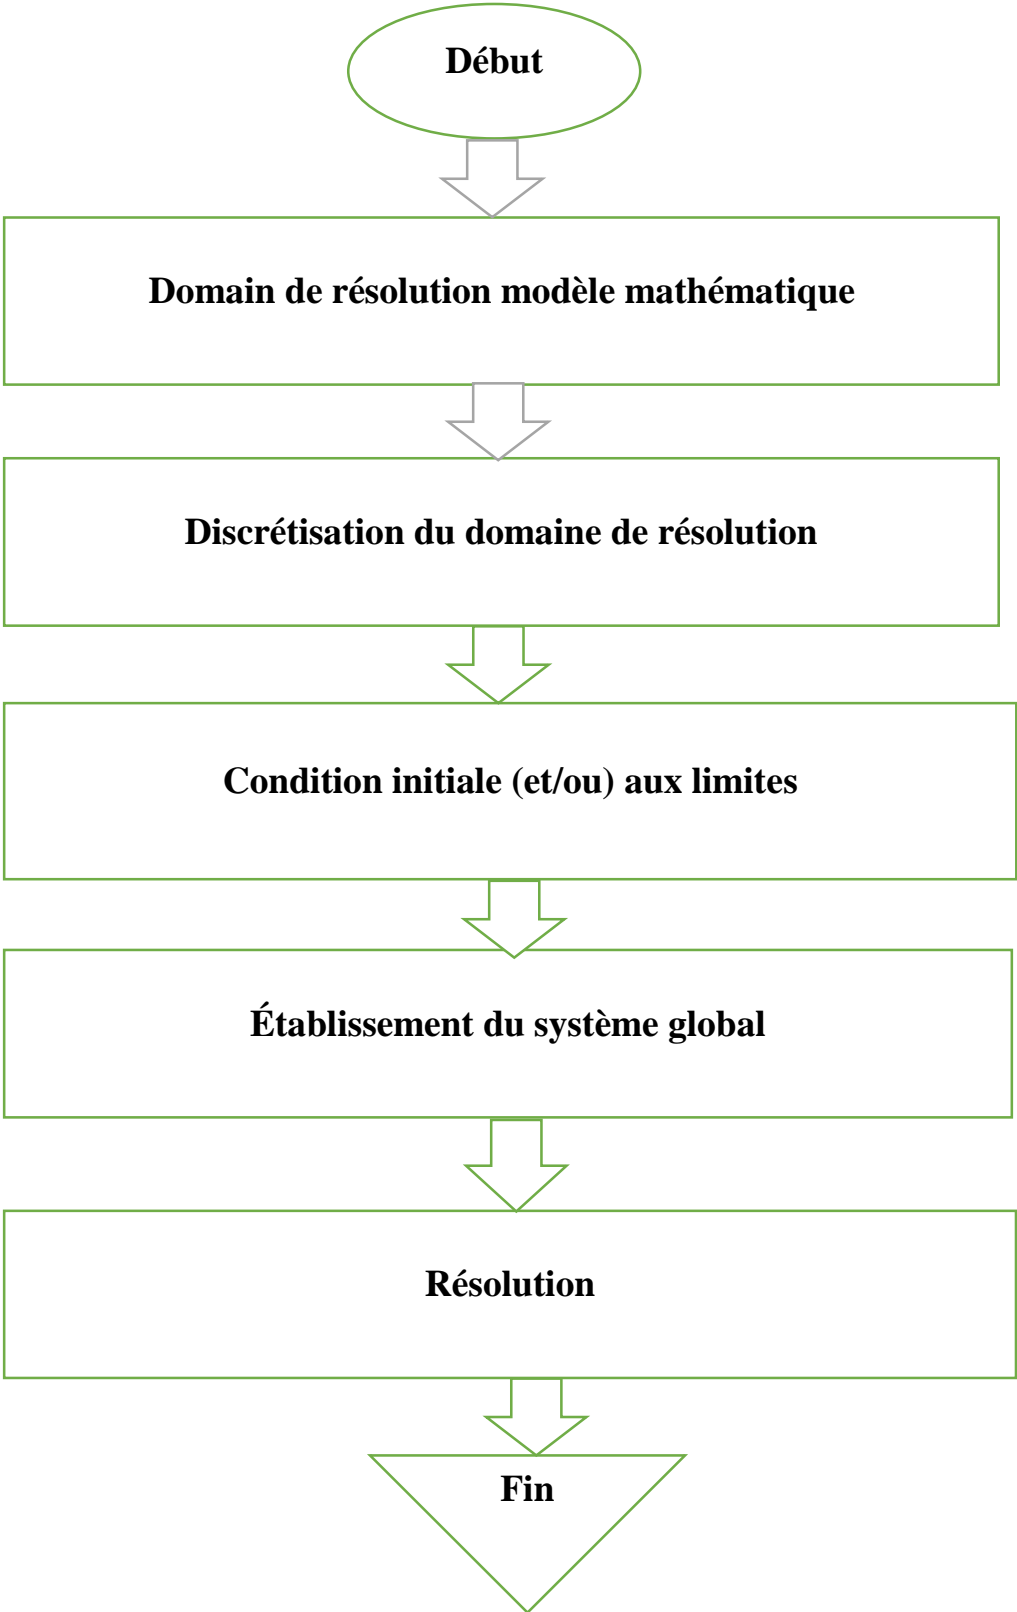 Début
Domain de résolution modèle mathématique
Discrétisation du domaine de résolution
Condition initiale (et/ou) aux limites
Établissement du système global
Résolution
Fin